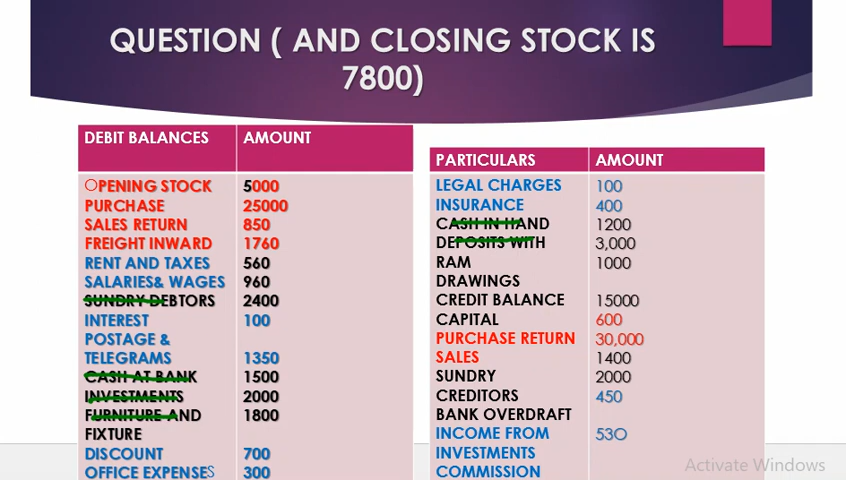 QUESTION ( AND CLOSING STOCK IS
7800)
DEBIT BALANCES AMOUNT
OPENING STOCK 5000
PURCHASE 25000
SALES RETURN 850
FREIGHT INWARD 1760
RENT AND TAXES 560
SALARIES& WAGES 960
SUNDRY DEBTORS 2400
INTEREST 100
POSTAGE &
TELEGRAMS 1350
CASH AT BANK 1500
INVESTMENTS 2000
FURNITURE AND 1800
FIXTURE
DISCOUNT 700
OFFICE EXPENSES 300
PARTICULARS AMOUNT
LEGAL CHARGES 100
INSURANCE 400
CASH IN HAND 1200
DEPOSITS WITH 3,000
RAM 1000
DRAWINGS
CREDIT BALANCE 15000
CAPITAL 600
PURCHASE RETURN 30,000
SALES 1400
SUNDRY 2000
CREDITORS 450
BANK OVERDRAFT
INCOME FROM 530
INVESTMENTS
COMMISSION
Activate Windows